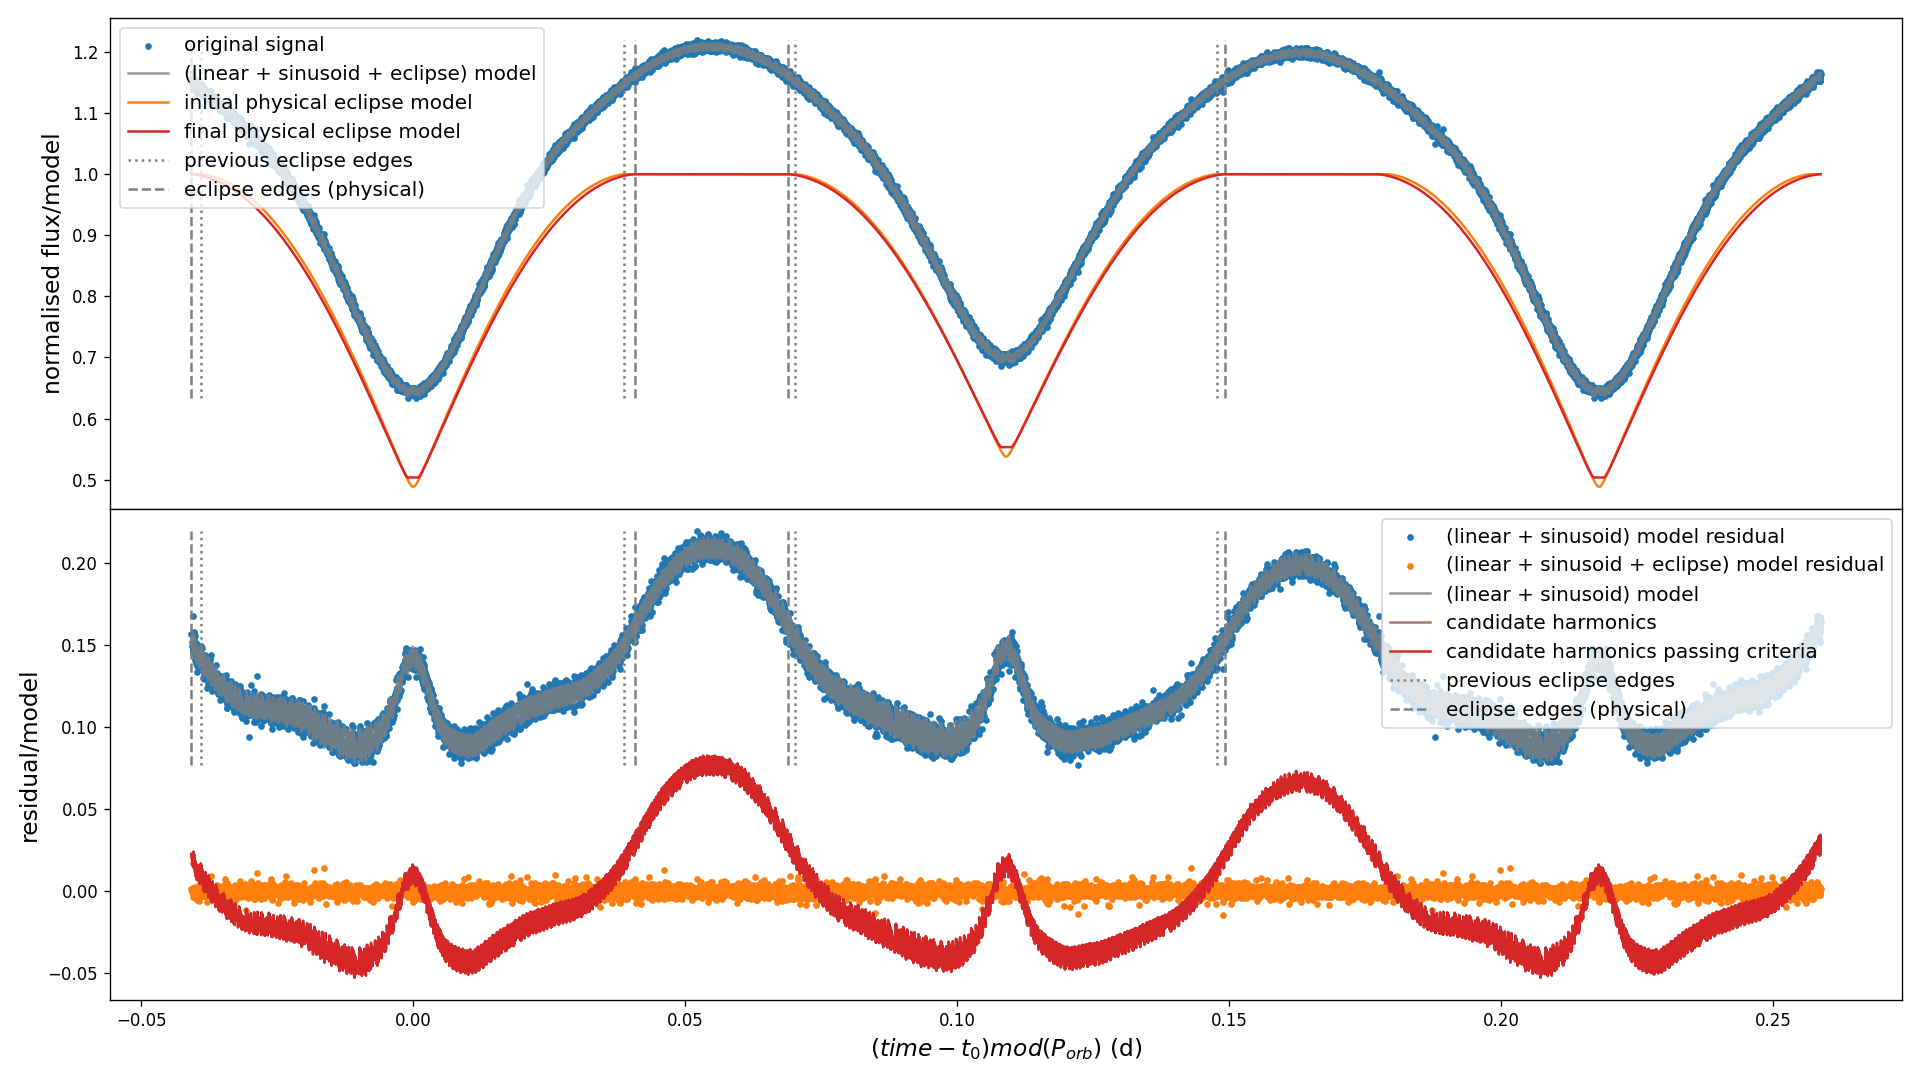 normalised flux/model
1.2
1.1
1.0
0.9
0.8
0.7
0.6
0.5
original signal
(linear + sinusoid + eclipse) model
initial physical eclipse model
final physical eclipse model
previous eclipse edges
eclipse edges (physical)
residual/model
0.20
0.15
0.10
0.05
0.00
−0.05
(linear + sinusoid) model residual
(linear + sinusoid + eclipse) model residual
(linear + sinusoid) model
candidate harmonics
candidate harmonics passing criteria
previous eclipse edges
eclipse edges (physical)
−0.05 0.00 0.05 0.10 0.15 0.20 0.25
(time − t₀)mod(P_{orb}) (d)